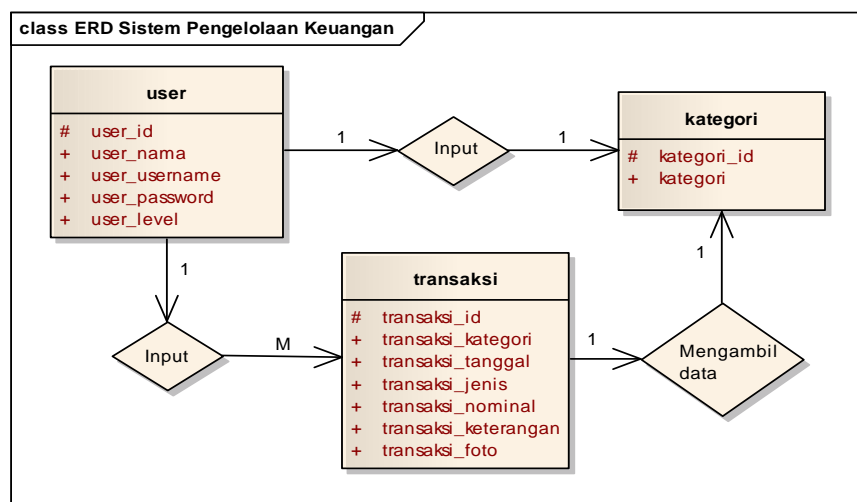 class ERD Sistem Pengelolaan Keuangan
user
# user_id
+ user_nama
+ user_username
+ user_password
+ user_level
1
Input
1
kategori
# kategori_id
+ kategori
1
Input
M
transaksi
# transaksi_id
+ transaksi_kategori
+ transaksi_tanggal
+ transaksi_jenis
+ transaksi_nominal
+ transaksi_keterangan
+ transaksi_foto
1
Mengambil
data
1